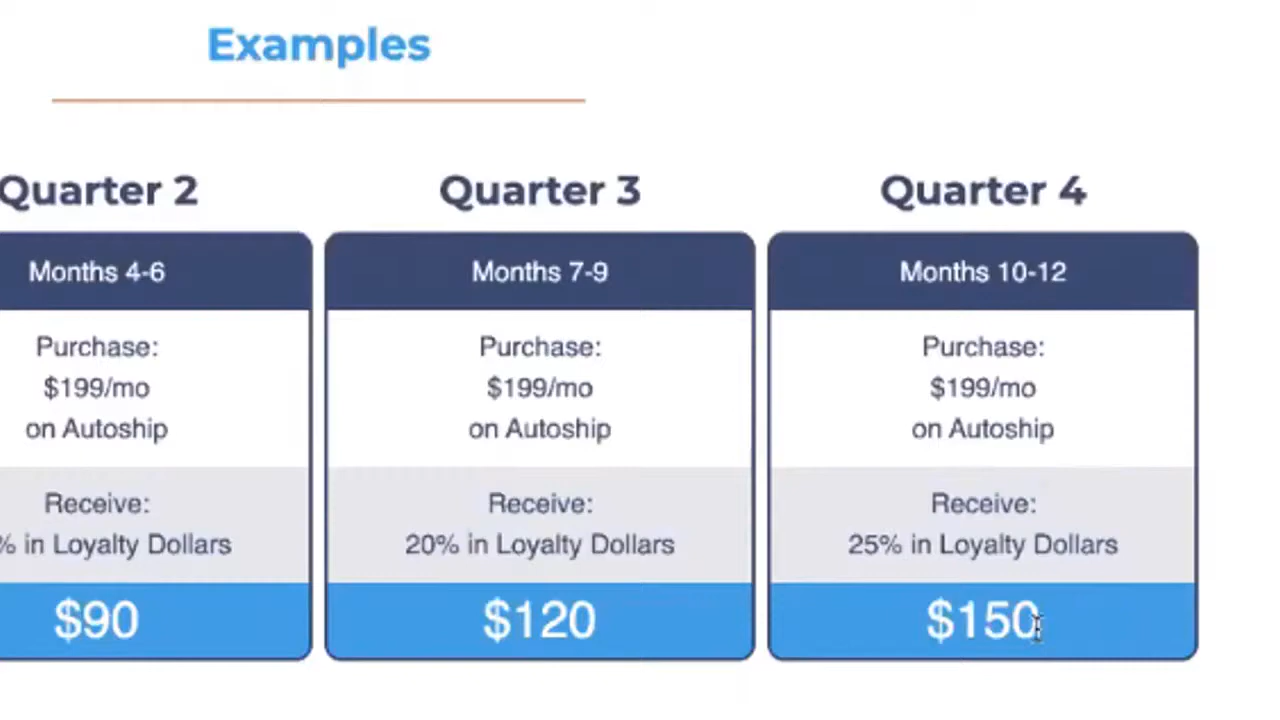 Examples
Quarter 2
Months 4-6
Purchase:
$199/mo
on Autoship
Receive:
% in Loyalty Dollars
$90
Quarter 3
Months 7-9
Purchase:
$199/mo
on Autoship
Receive:
20% in Loyalty Dollars
$120
Quarter 4
Months 10-12
Purchase:
$199/mo
on Autoship
Receive:
25% in Loyalty Dollars
$150